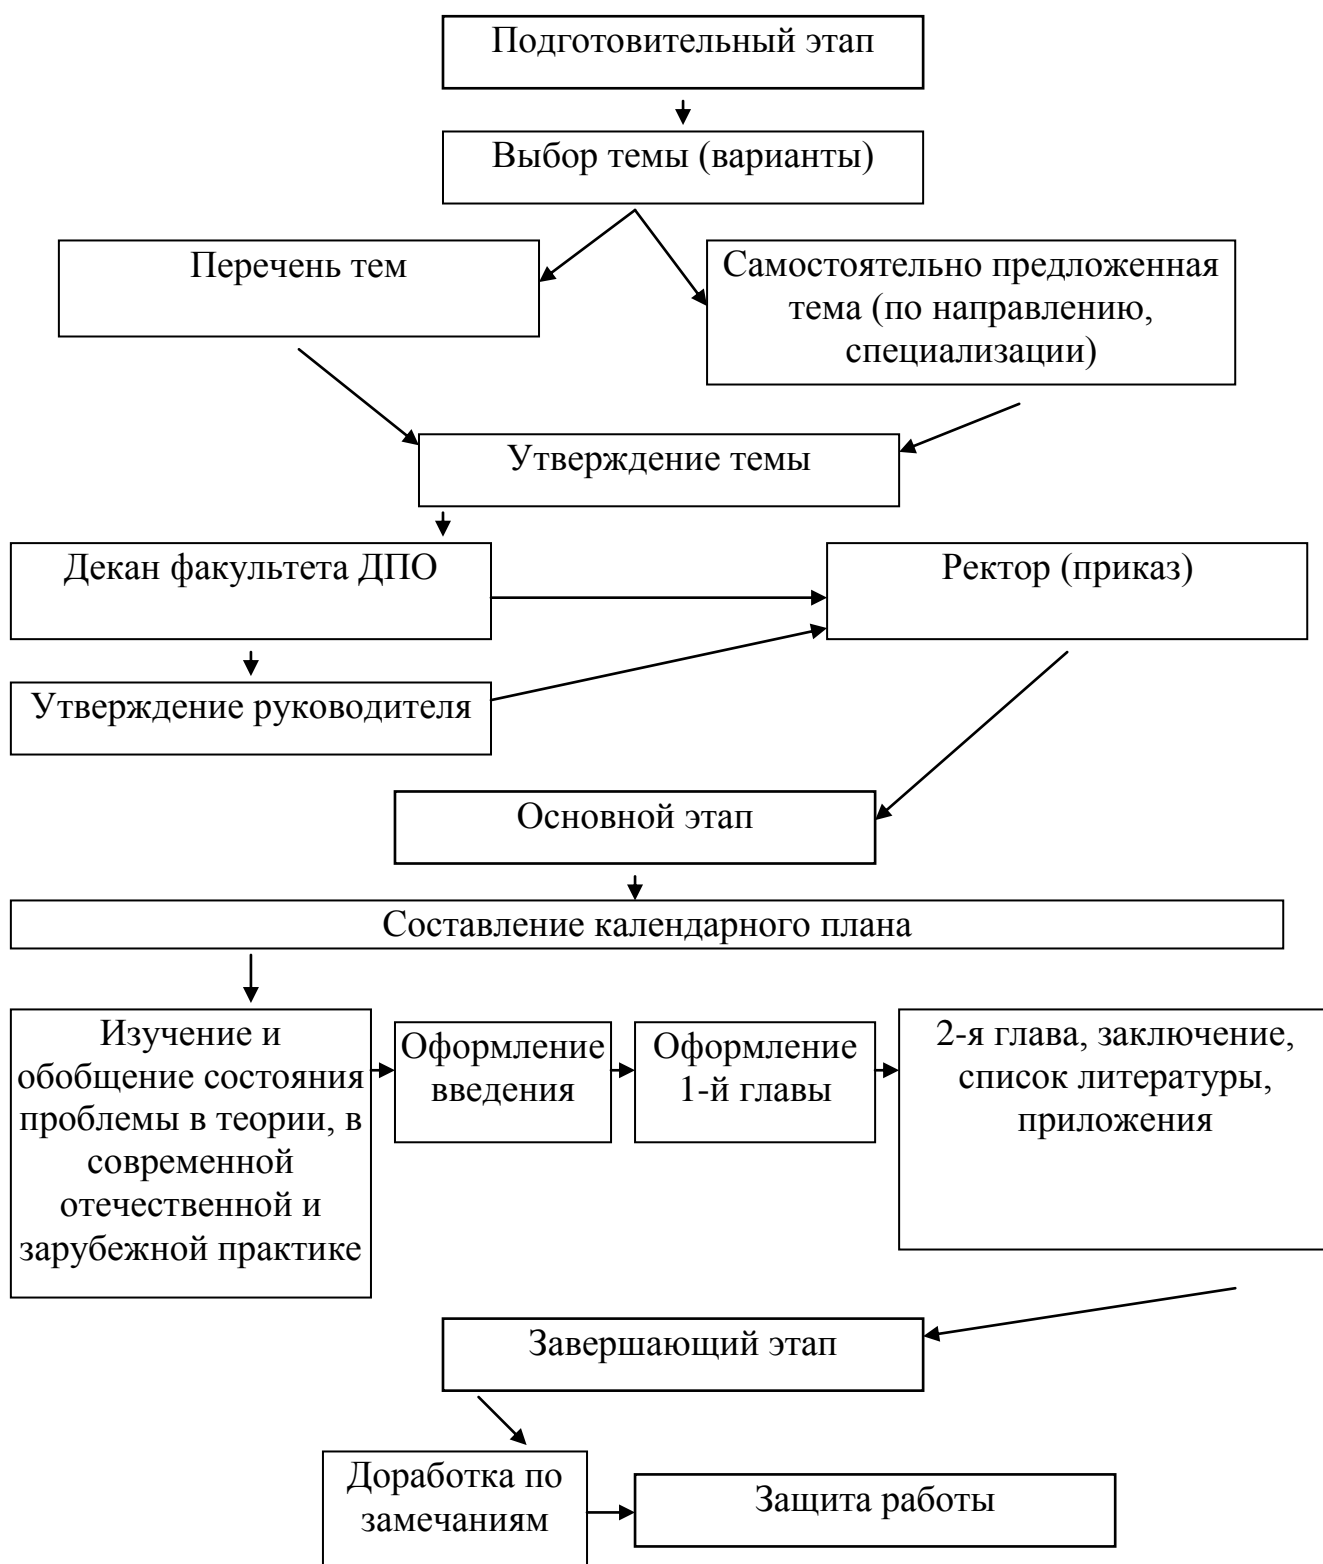 Подготовительный этап
Выбор темы (варианты)
Перечень тем
Самостоятельно предложенная
тема (по направлению,
специализации)
Утверждение темы
Декан факультета ДПО
Ректор (приказ)
Утверждение руководителя
Основной этап
Составление календарного плана
Изучение и
обобщение состояния
проблемы в теории, в
современной
отечественной и
зарубежной практике
Оформление
введения
Оформление
1-й главы
2-я глава, заключение,
список литературы,
приложения
Завершающий этап
Доработка по
замечаниям
Защита работы